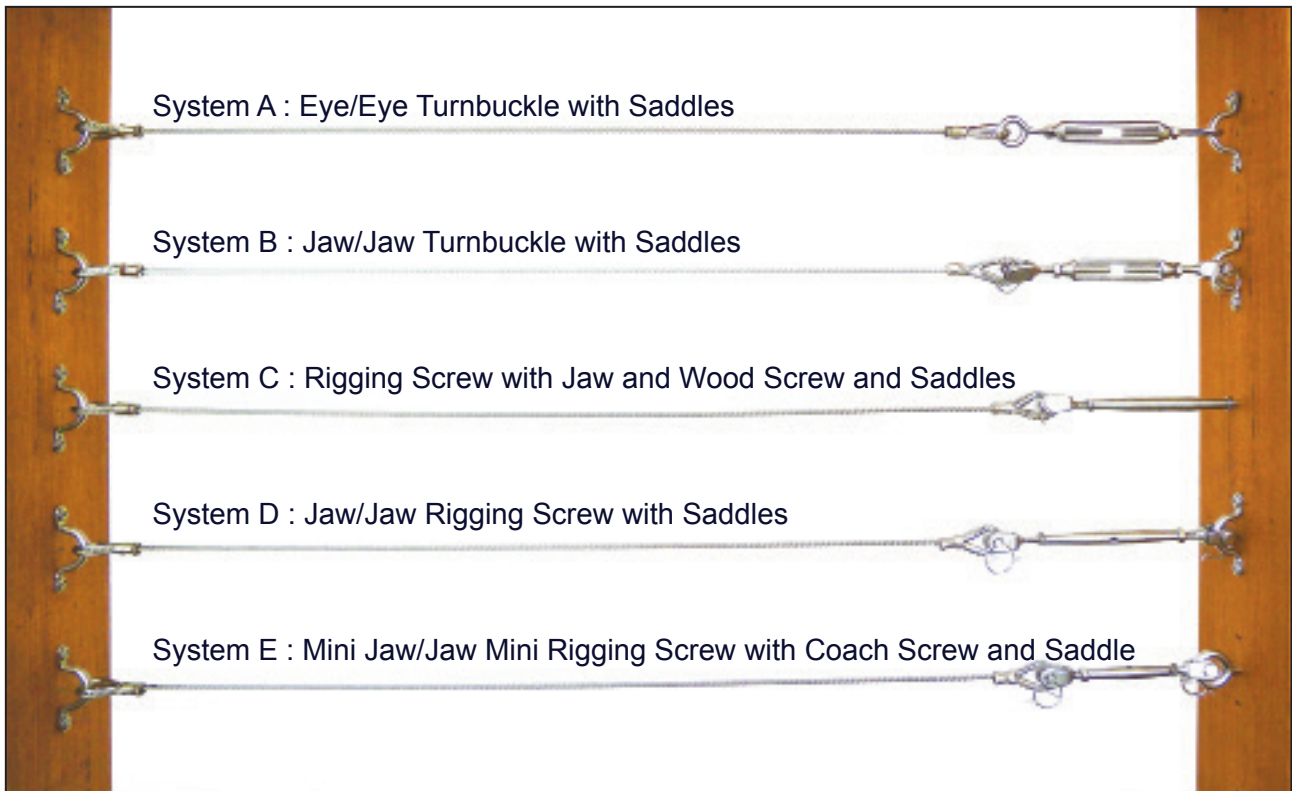 System A : Eye/Eye Turnbuckle with Saddles
System B : Jaw/Jaw Turnbuckle with Saddles
System C : Rigging Screw with Jaw and Wood Screw and Saddles
System D : Jaw/Jaw Rigging Screw with Saddles
System E : Mini Jaw/Jaw Mini Rigging Screw with Coach Screw and Saddle